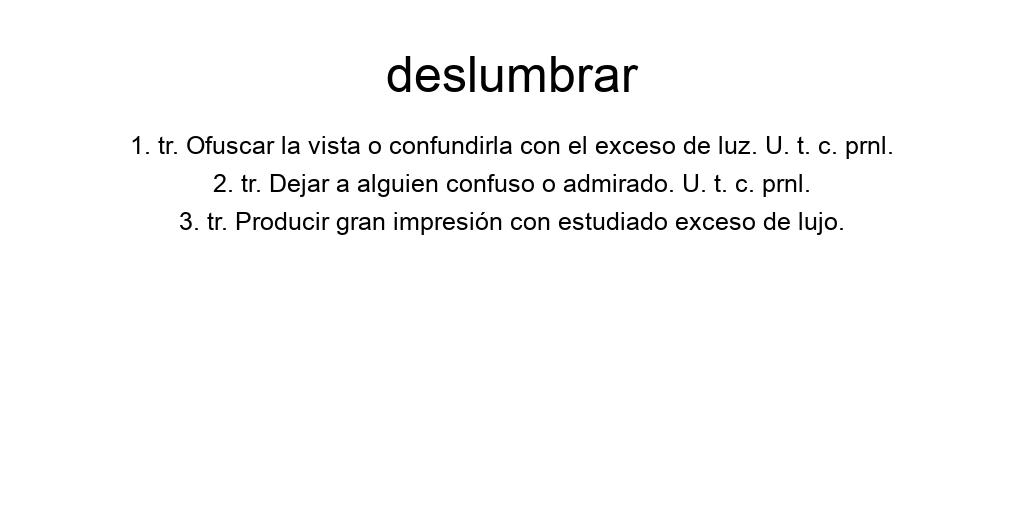 deslumbrar
1. tr. Ofuscar la vista o confundirla con el exceso de luz. U. t. c. prnl.
2. tr. Dejar a alguien confuso o admirado. U. t. c. prnl.
3. tr. Producir gran impresión con estudiado exceso de lujo.